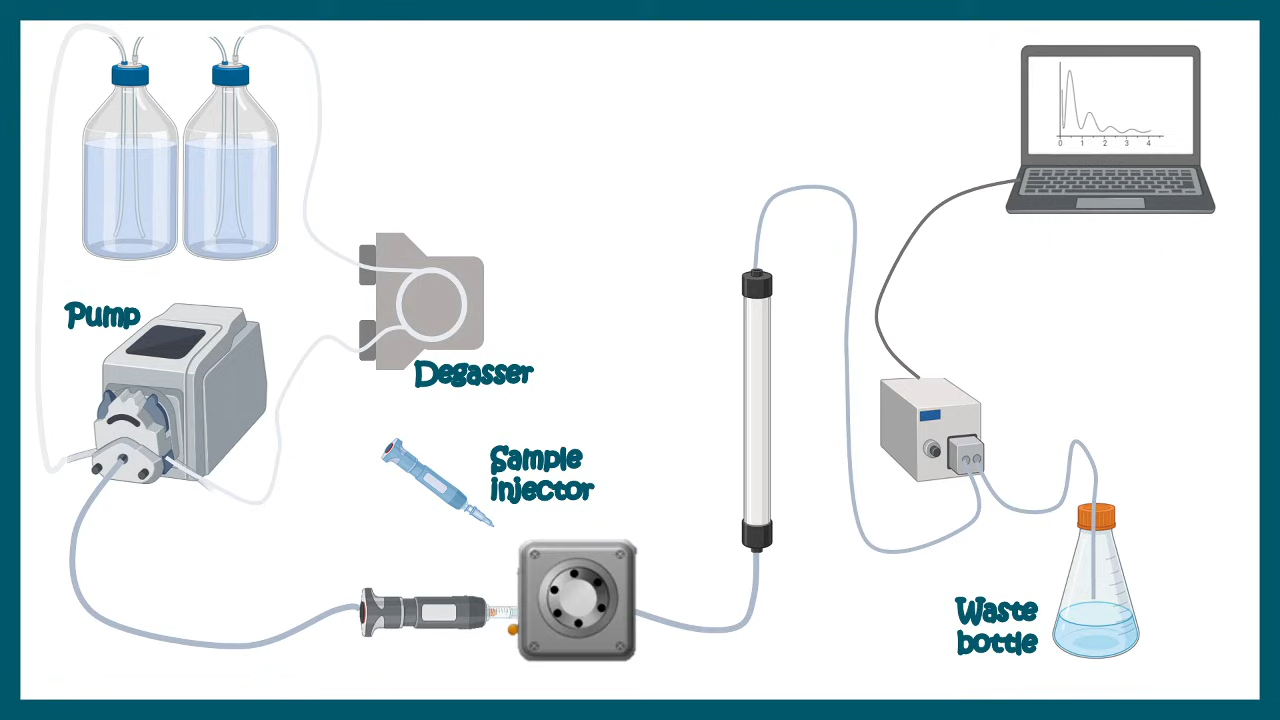 0 1 2 3 4
Pump
Degasser
Sample
injector
Waste
bottle